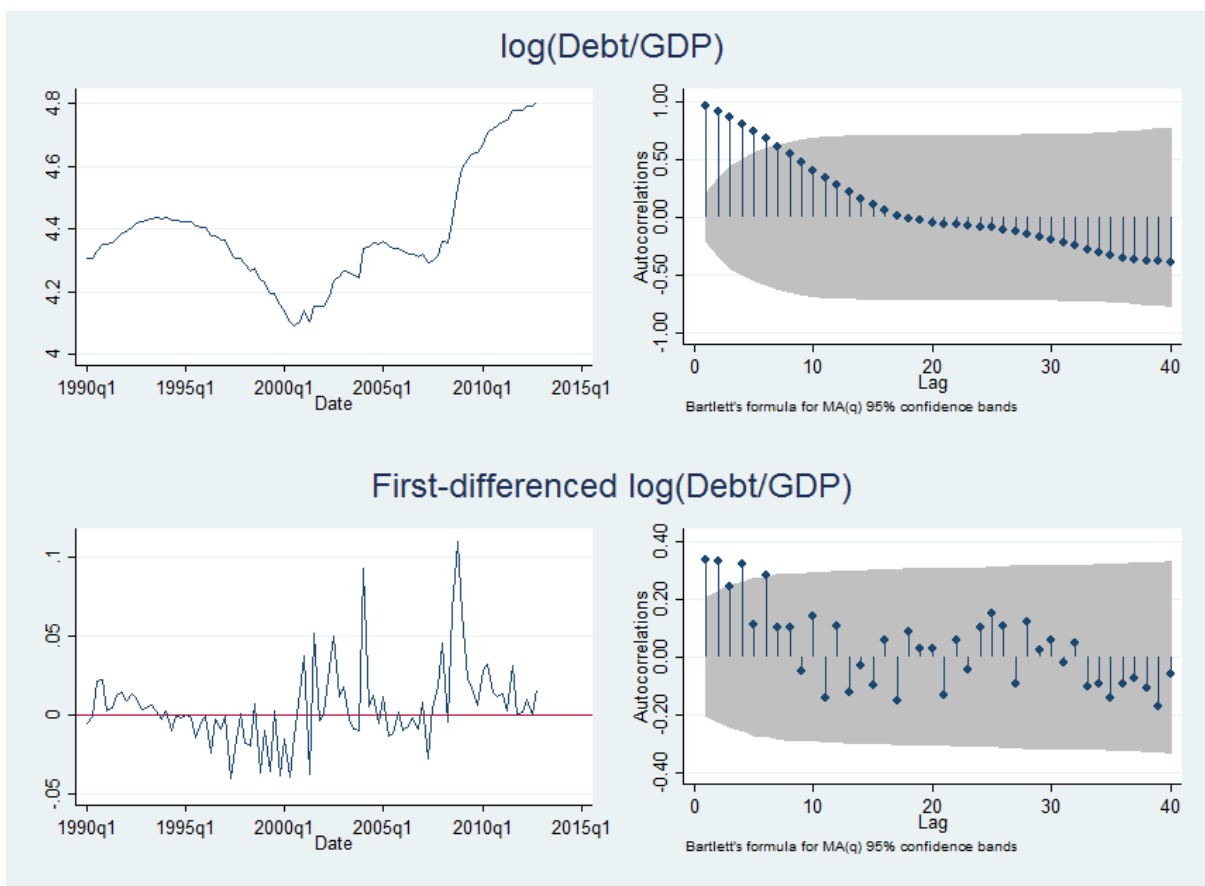 log(Debt/GDP)
4.8
4.6
4.4
4.2
4
1990q1 1995q1 2000q1 2005q1 2010q1 2015q1
Date
Autocorrelations
1.00
0.50
0.00
-0.50
-1.00
0 10 20 30 40
Lag
Bartlett's formula for MA(q) 95% confidence bands
First-differenced log(Debt/GDP)
.1
.05
0
-.05
1990q1 1995q1 2000q1 2005q1 2010q1 2015q1
Date
Autocorrelations
0.40
0.20
0.00
-0.20
-0.40
0 10 20 30 40
Lag
Bartlett's formula for MA(q) 95% confidence bands